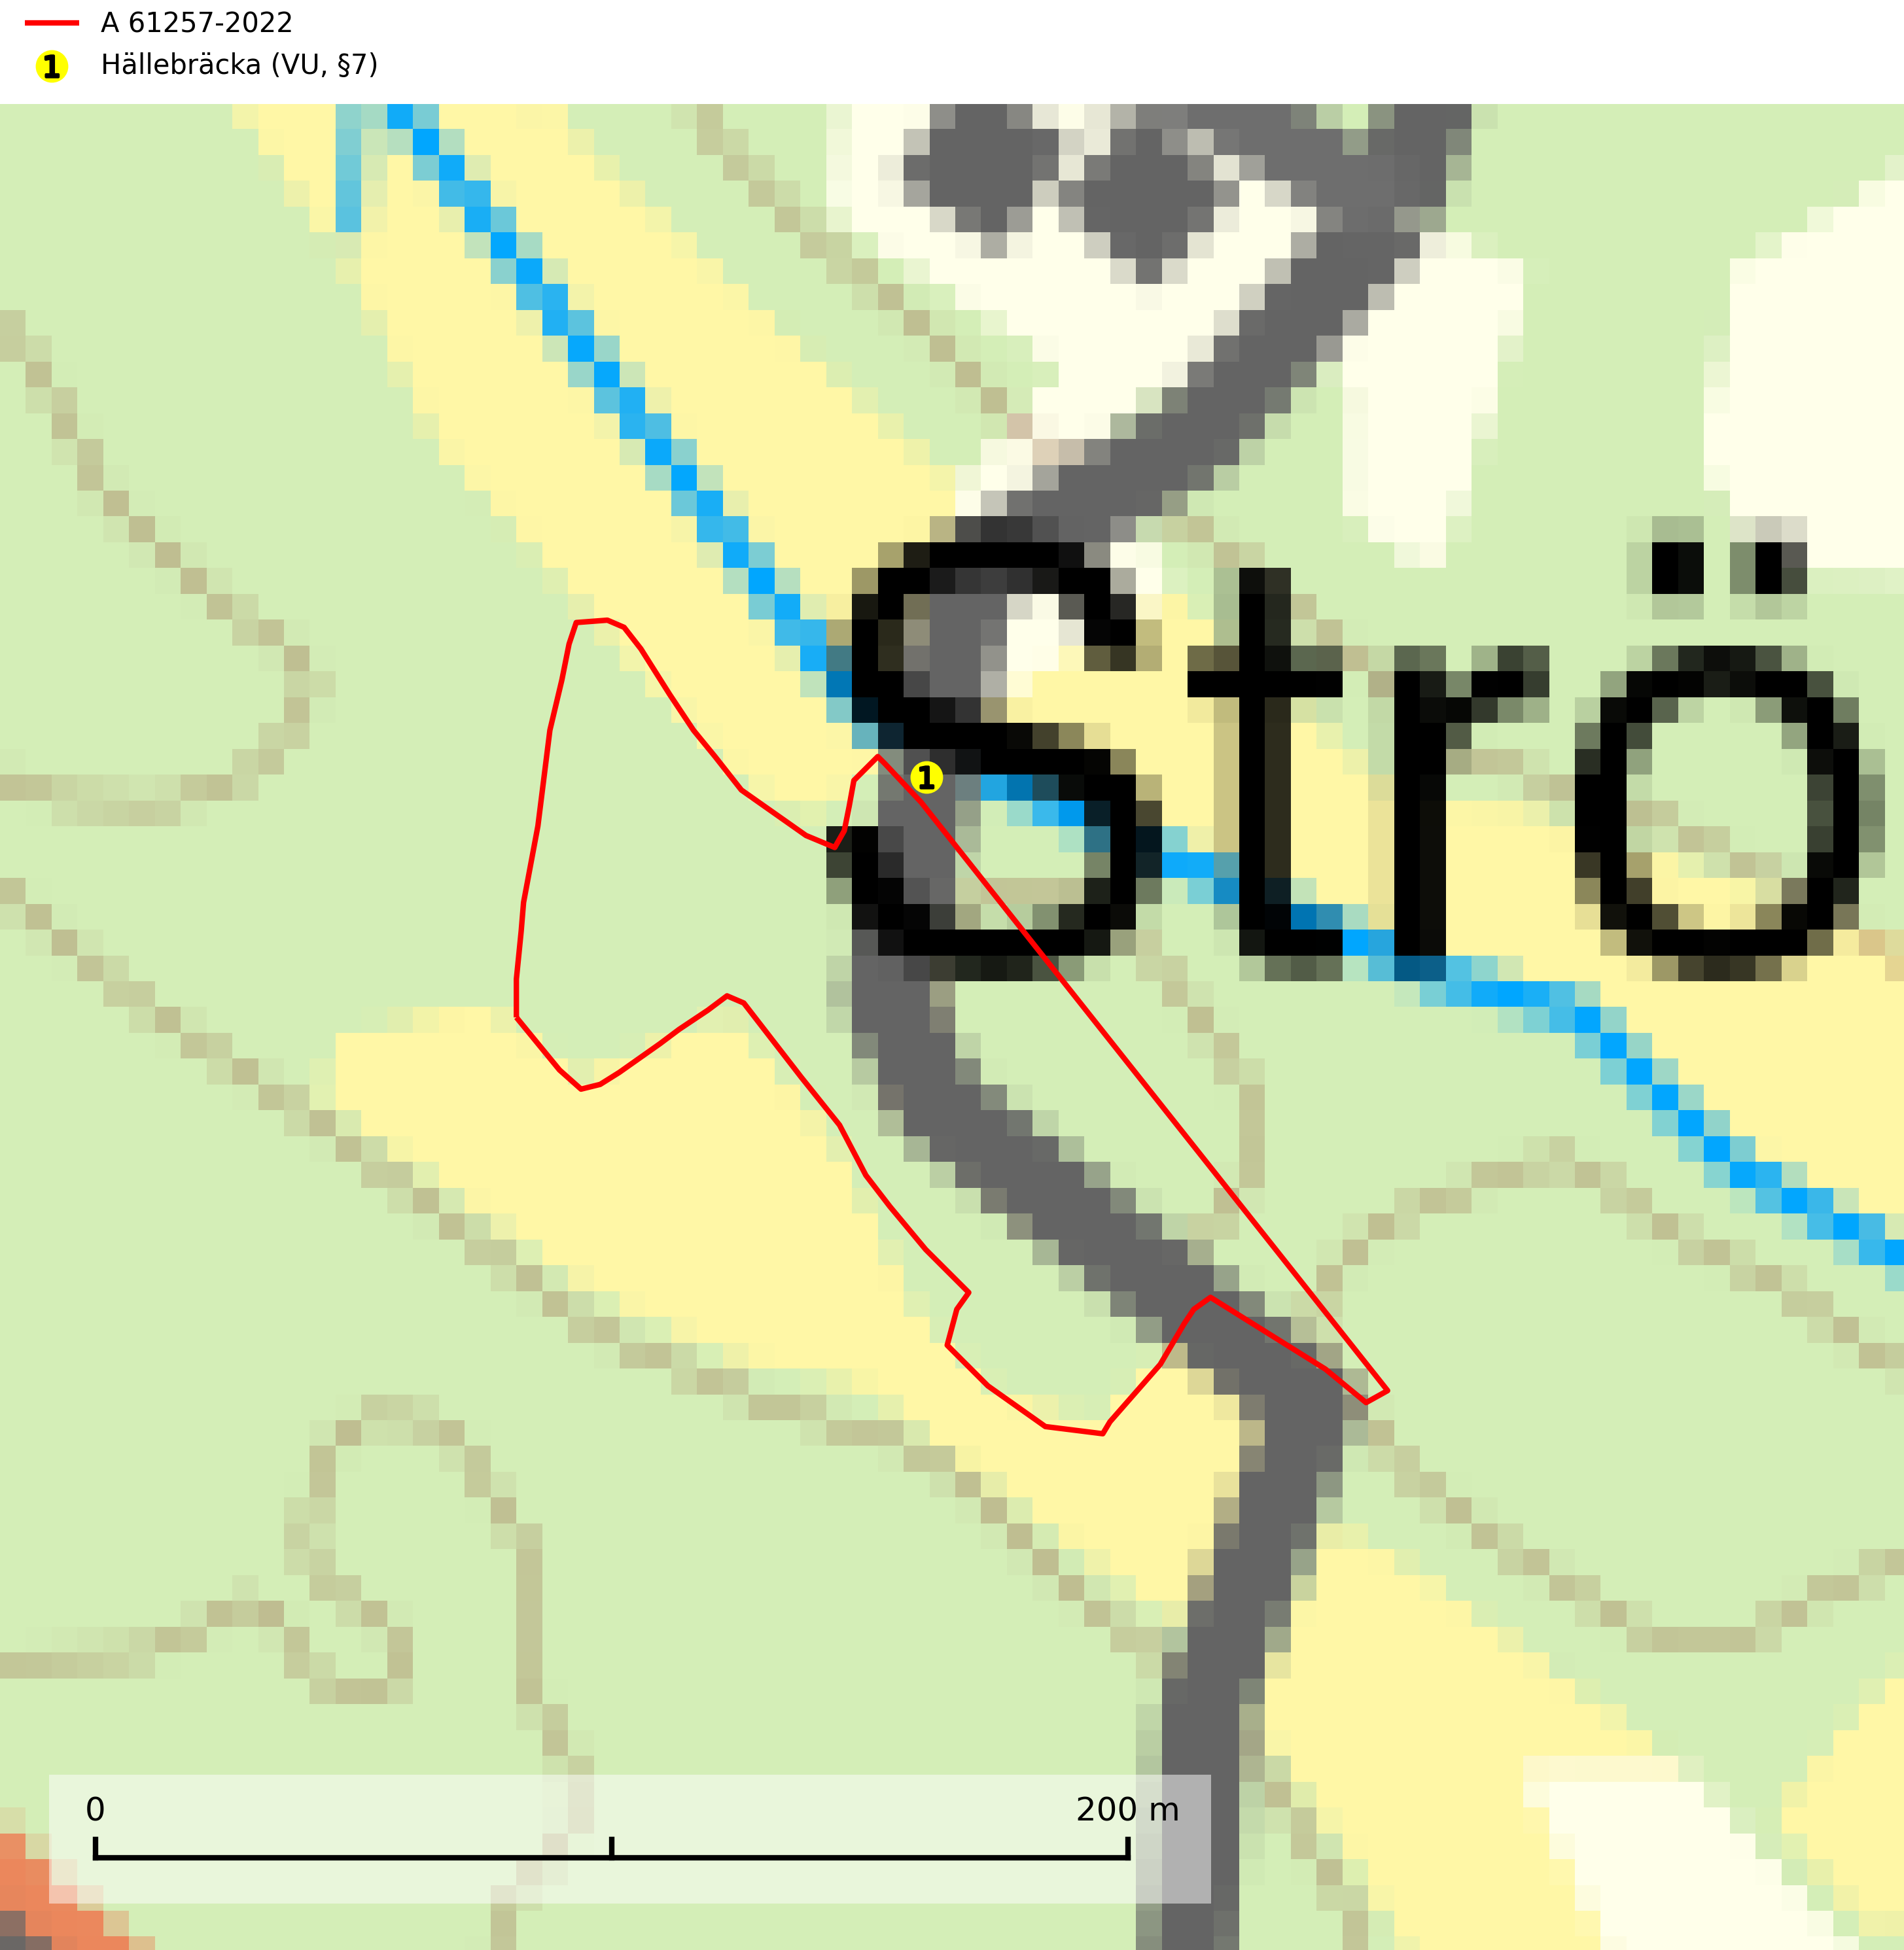 A 61257-2022
1 Hällebräcka (VU, §7)
Strö
1
0 200 m